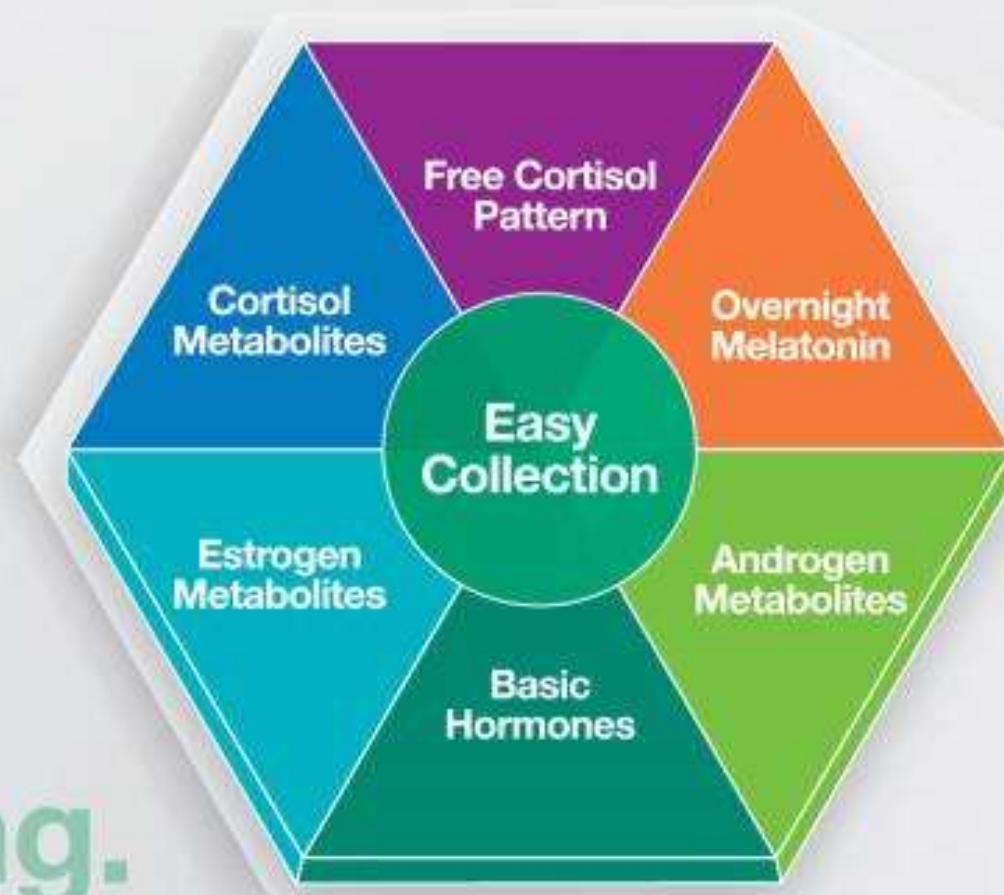 Free Cortisol
Pattern
Cortisol
Metabolites
Overnight
Melatonin
Easy
Collection
Estrogen
Metabolites
Androgen
Metabolites
Basic
Hormones